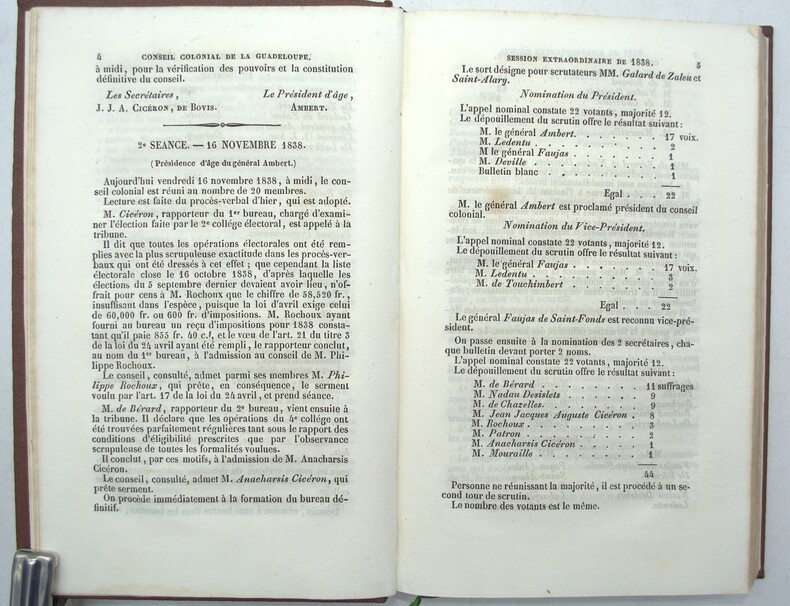 4 CONSEIL COLONIAL DE LA GUADELOUPE,
à midi, pour la vérification des pouvoirs et la constitution
définitive du conseil.
Les Secrétaires, Le Président d'âge,
J. J. A. CICÉRON, DE BOVIS. AMBERT.
2e SEANCE. — 16 NOVEMBRE 1838.
(Présidence d'âge du général Ambert.)
Aujourd'hui vendredi 16 novembre 1838, à midi, le con-
seil colonial est réuni au nombre de 20 membres.
Lecture est faite du procès-verbal d'hier, qui est adopté.
M. Cicéron, rapporteur du 1er bureau, chargé d'exami-
ner l'élection faite par le 2e collége électoral, est appelé à la
tribune.
Il dit que toutes les opérations électorales ont été rem-
plies avec la plus scrupuleuse exactitude dans les procès-ver-
baux qui ont été dressés à cet effet ; que cependant la liste
électorale close le 16 octobre 1838, d'après laquelle les
élections du 5 septembre dernier devaient avoir lieu, n'of-
frait pour cens à M. Rochoux que le chiffre de 58,520 fr.,
insuffisant dans l'espèce, puisque la loi d'avril exige celui
de 60,000 fr. ou 600 fr. d'impositions. M. Rochoux ayant
fourni au bureau un reçu d'impositions pour 1838 consta-
tant qu'il paie 855 fr. 40 c.!, et le vœu de l'art. 21 du titre 3
de la loi du 24 avril ayant été rempli, le rapporteur conclut,
au nom du 1er bureau, à l'admission au conseil de M. Phi-
lippe Rochoux.
Le conseil, consulté, admet parmi ses membres M. Phi-
lippe Rochoux, qui prête, en conséquence, le serment
voulu par l'art. 17 de la loi du 24 avril, et prend séance.
M. de Bérard, rapporteur du 2e bureau, vient ensuite à
la tribune. Il déclare que les opérations du 4e collége ont
été trouvées parfaitement régulières tant sous le rapport des
conditions d'éligibilité prescrites que par l'observance
scrupuleuse de toutes les formalités voulues.
Il conclut, par ces motifs, à l'admission de M. Anacharsis
Cicéron.
Le conseil, consulté, admet M. Anacharsis Cicéron, qui
prête serment.
On procède immédiatement à la formation du bureau dé-
finitif.
SESSION EXTRAORDINAIRE DE 1838. 5
Le sort désigne pour scrutateurs MM. Galard de Zaleu et
Saint-Alary.
Nomination du Président.
L'appel nominal constate 22 votants, majorité 12.
Le dépouillement du scrutin offre le résultat suivant :
M. le général Ambert. . . . . . . 17 voix.
M. Ledentu . . . . . . . 2
M le général Faujas . . . . . . . 1
M. Deville . . . . . . . 1
Bulletin blanc . . . . . . . 1
Egal . . . 22
M. le général Ambert est proclamé président du conseil
colonial.
Nomination du Vice-Président.
L'appel nominal constate 22 votants, majorité 12.
Le dépouillement du scrutin offre le résultat suivant :
M. le général Faujas . . . . . . . 17 voix.
M. Ledentu . . . . . . . 3
M. de Touchimbert . . . . . . . 2
Egal . . . 22
Le général Faujas de Saint-Fonds est reconnu vice-pré-
sident.
On passe ensuite à la nomination des 2 secrétaires, cha-
que bulletin devant porter 2 noms.
L'appel nominal constate 22 votants, majorité 12.
Le dépouillement du scrutin offre le résultat suivant :
M. de Bérard . . . . . . . 11 suffrages
M. Nadau Desislets . . . . . . . 9
M. de Chazelles. . . . . . . 9
M. Jean Jacques Auguste Cicéron . 8
M. Rochoux . . . . . . . 3
M. Patron . . . . . . . 2
M. Anacharsis Cicéron . . . . . 1
M. Mouraille . . . . . . . 1
44
Personne ne réunissant la majorité, il est procédé à un se-
cond tour de scrutin.
Le nombre des votants est le même.